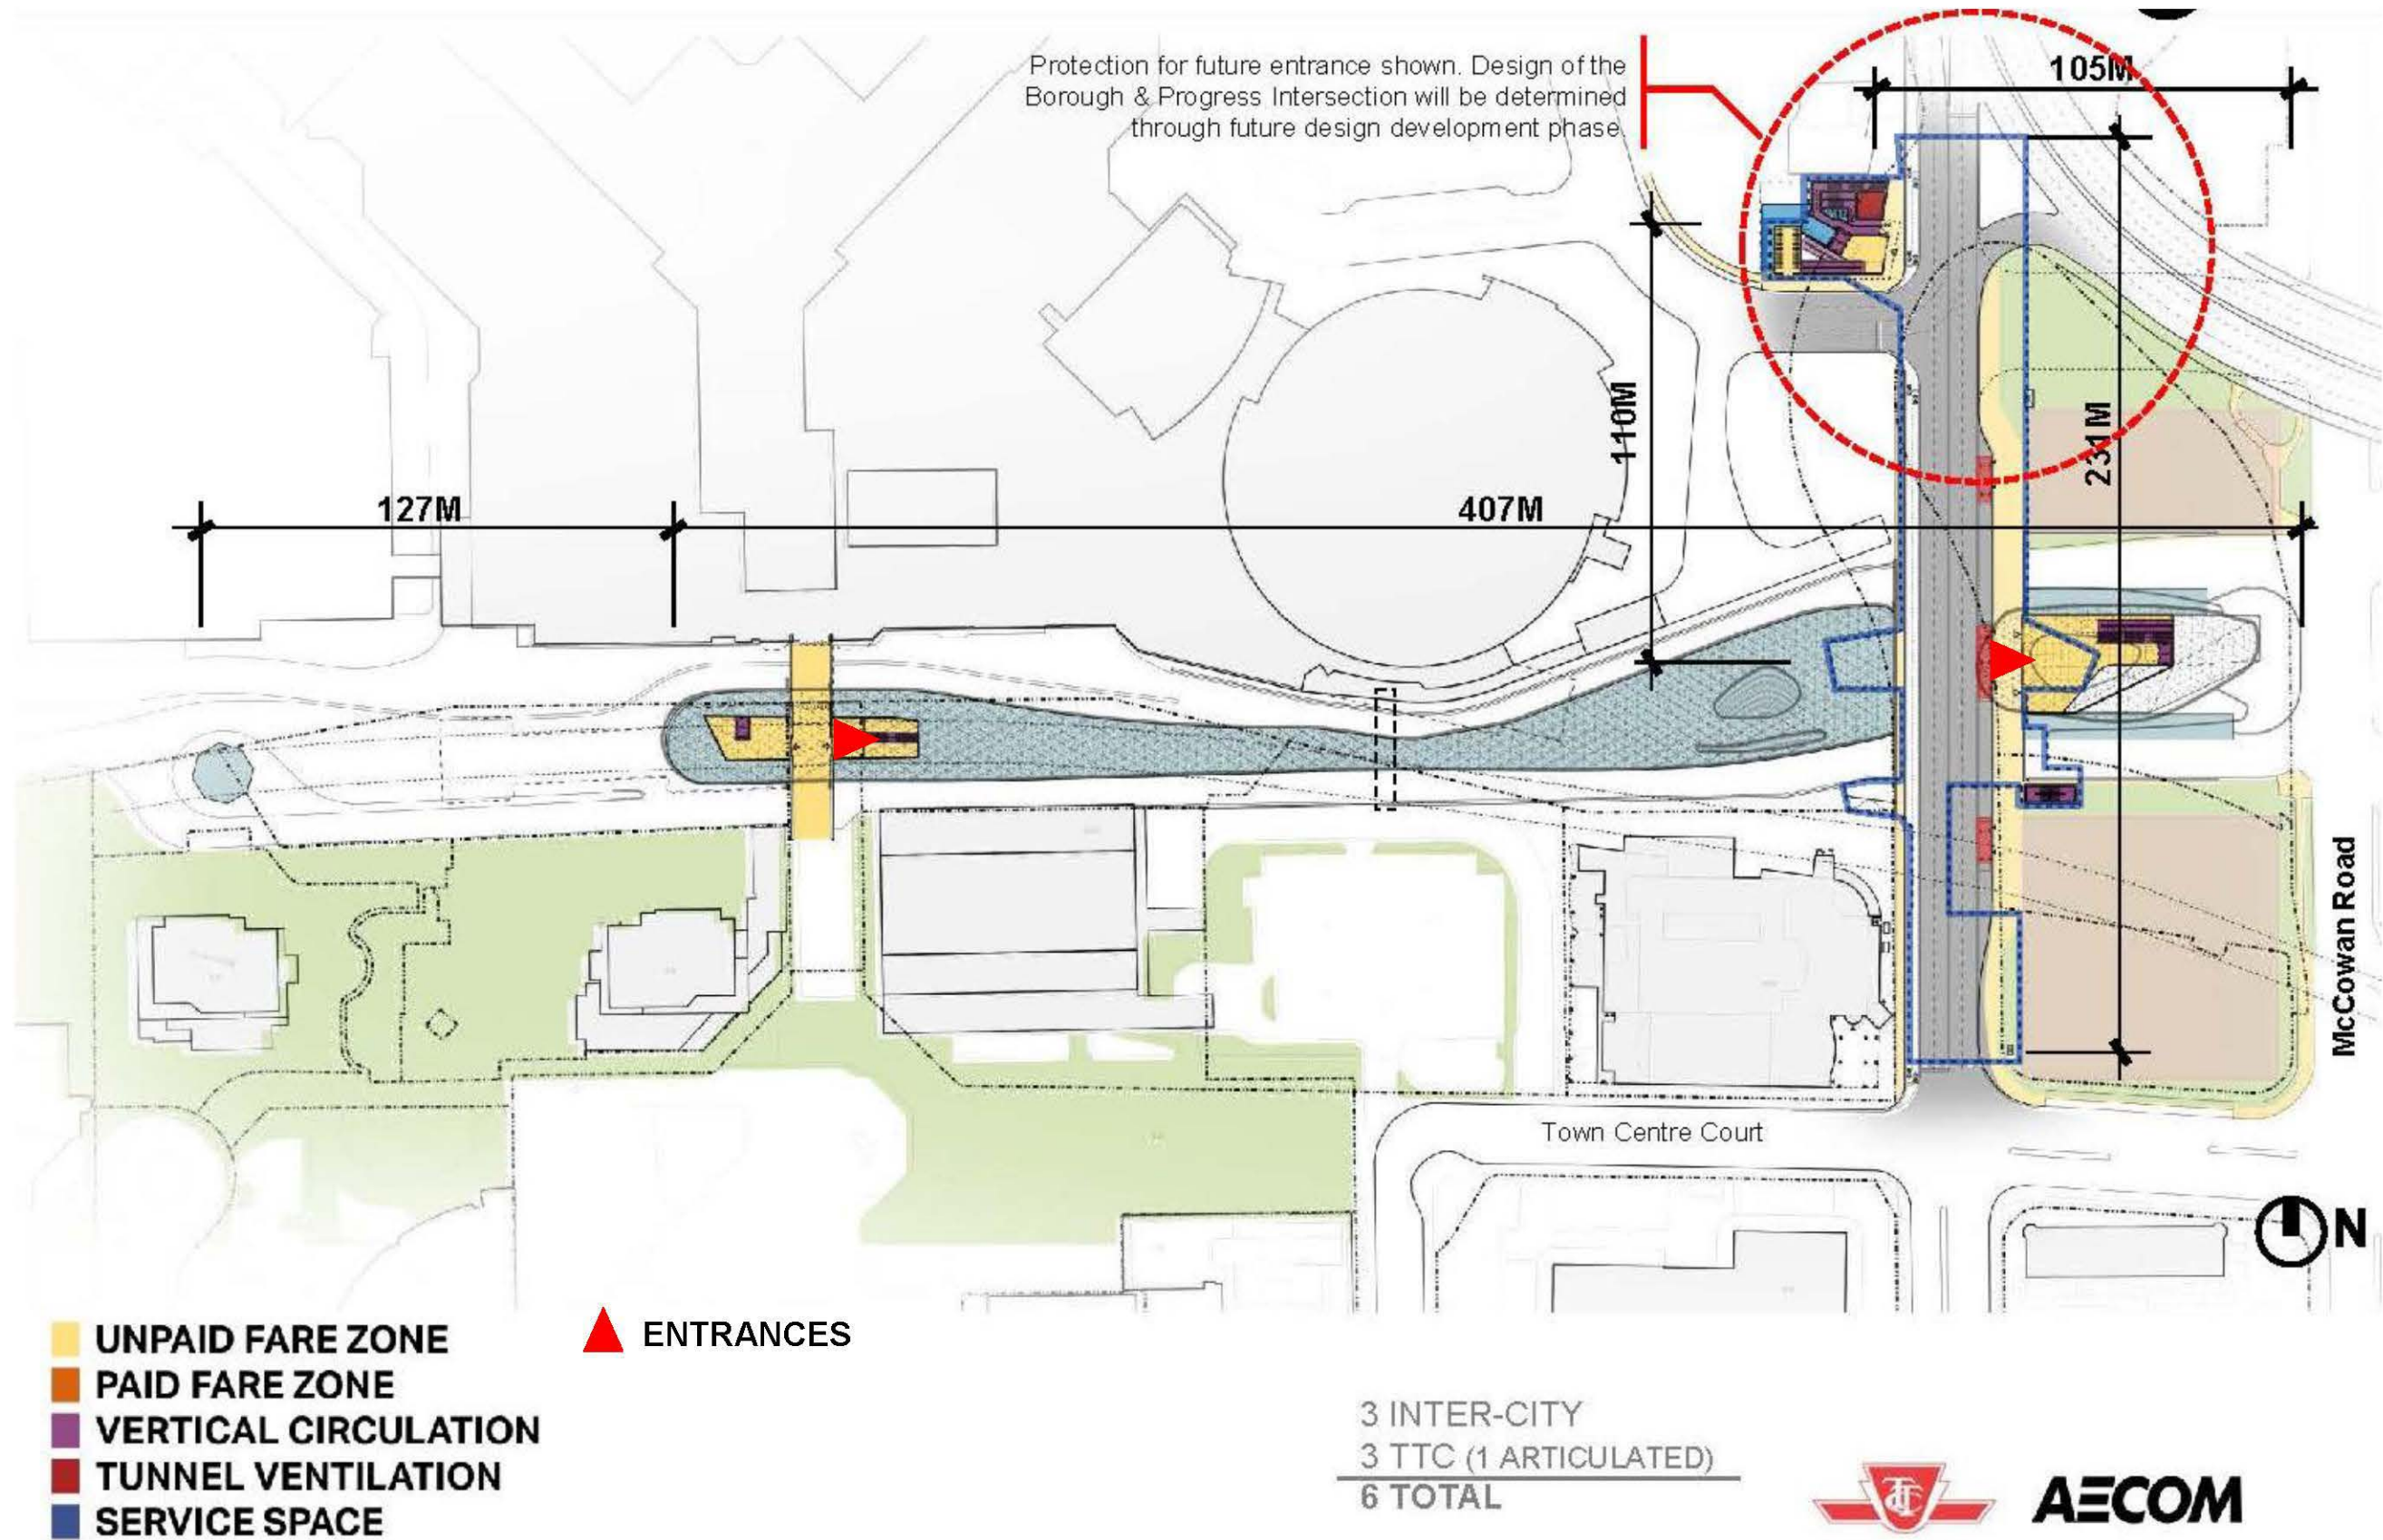 Protection for future entrance shown. Design of the
Borough & Progress Intersection will be determined
through future design development phase.
105M
110M
231M
127M
407M
McCowan Road
Town Centre Court
N
UNPAID FARE ZONE
PAID FARE ZONE
VERTICAL CIRCULATION
TUNNEL VENTILATION
SERVICE SPACE
ENTRANCES
3 INTER-CITY
3 TTC (1 ARTICULATED)
6 TOTAL
TTC
AECOM